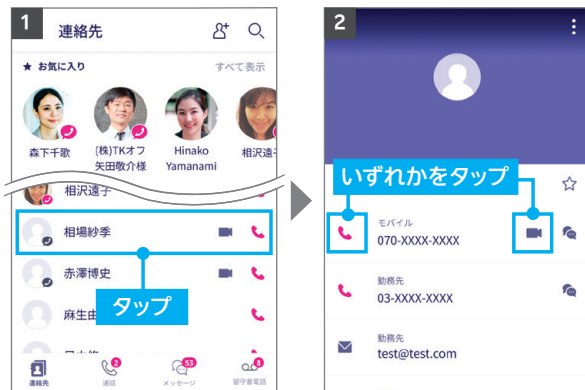 1
連絡先
★ お気に入り
すべて表示
森下千歌
(株)TKオフ
矢田敬介様
Hinako
Yamanami
相沢遠子
相沢遠子
相場紗季
赤澤博史
タップ
麻生由
連絡先
2
通話
53
メッセージ
8
留守番電話
2
いずれかをタップ
モバイル
070-XXXX-XXXX
勤務先
03-XXXX-XXXX
勤務先
test@test.com